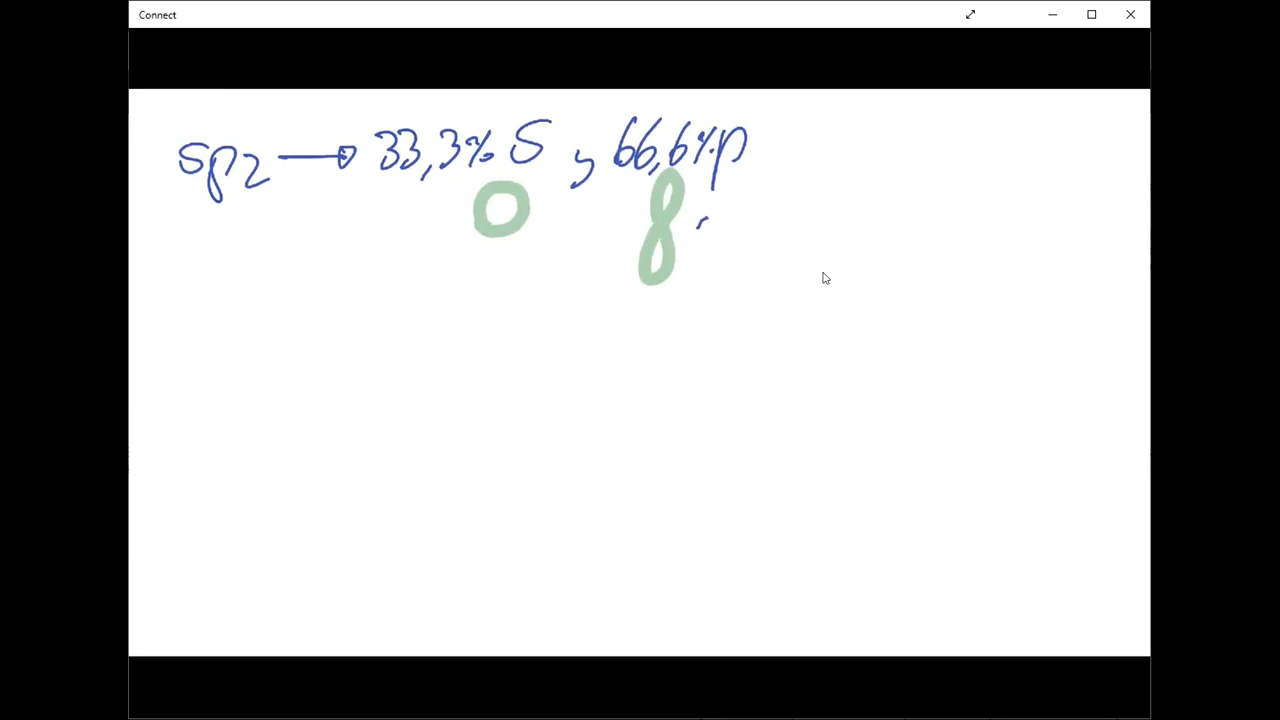 Connect
sp2 → 33,3% S , 66,6% p